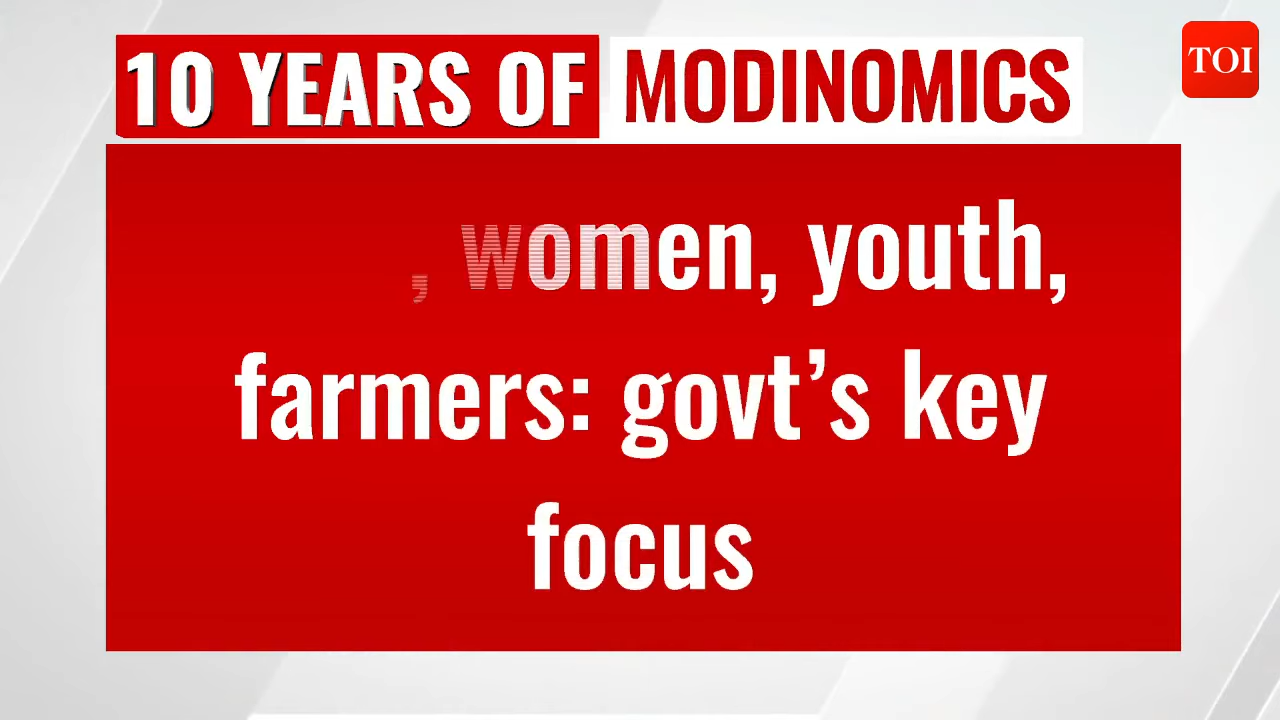 10 YEARS OF MODINOMICS
TOI
, women, youth,
farmers: govt’s key
focus